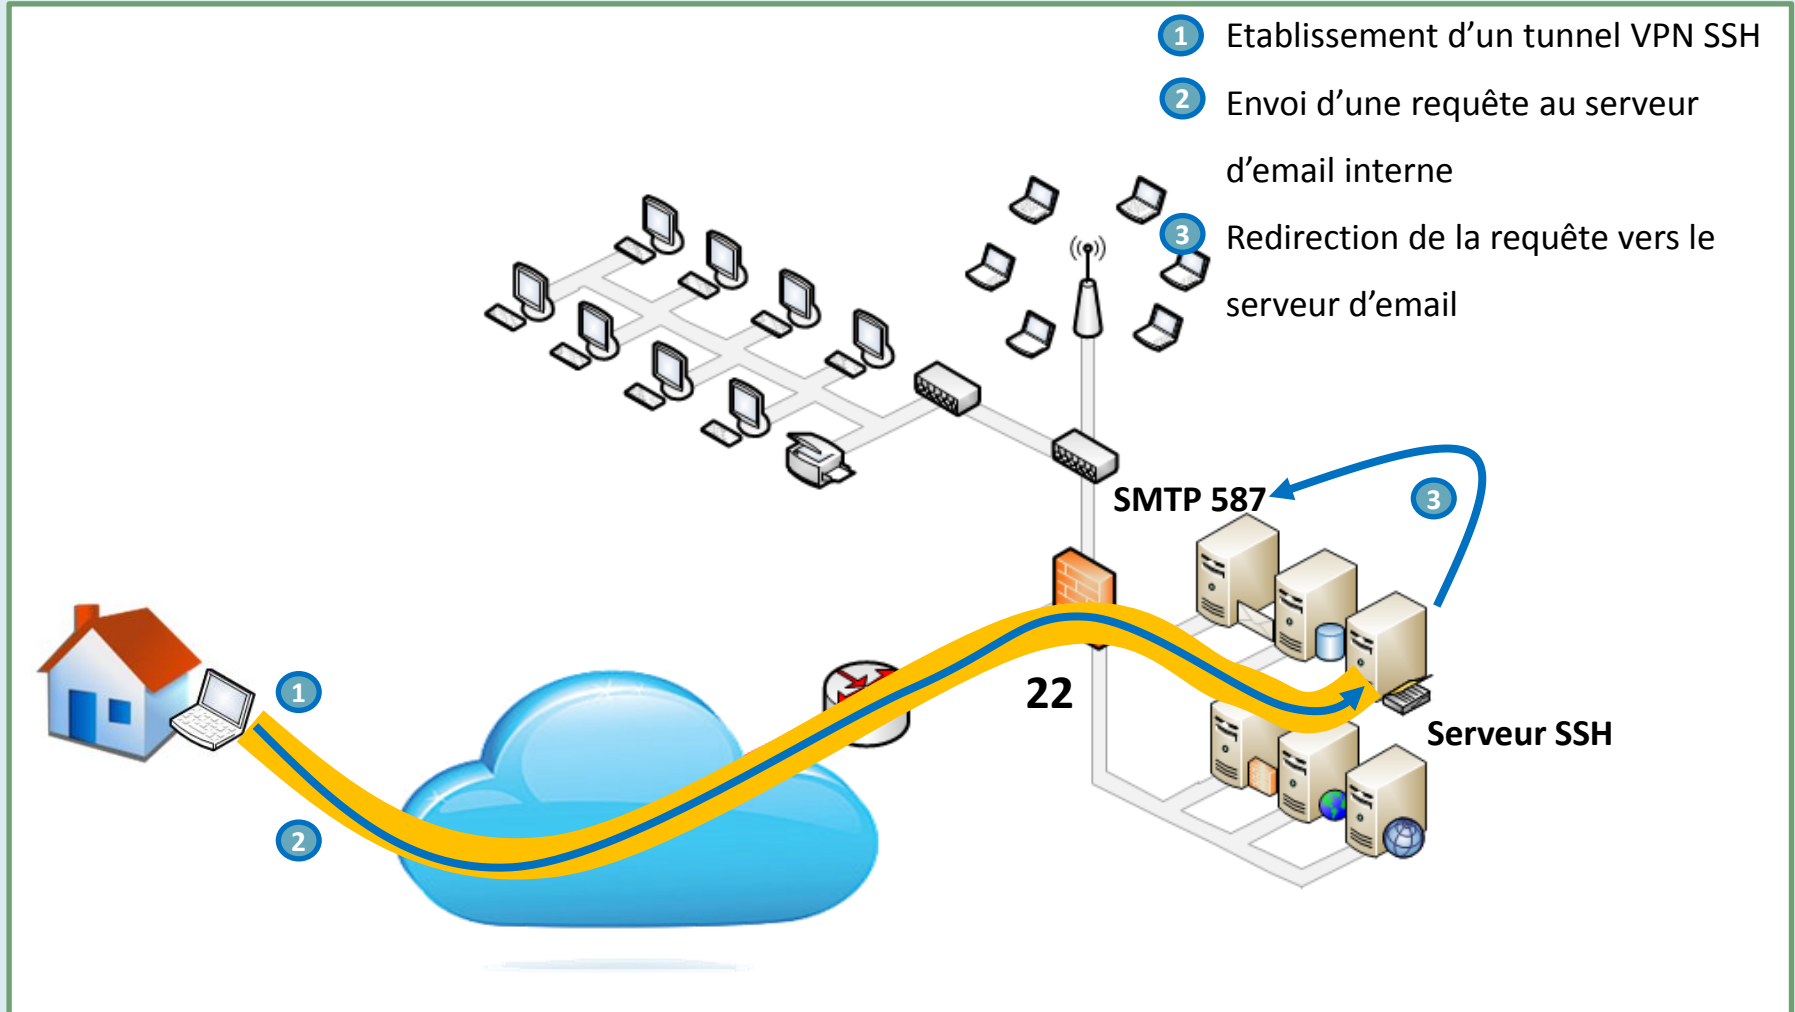 1 Etablissement d’un tunnel VPN SSH
2 Envoi d’une requête au serveur
d’email interne
3 Redirection de la requête vers le
serveur d’email
SMTP 587
3
22
Serveur SSH
1
2